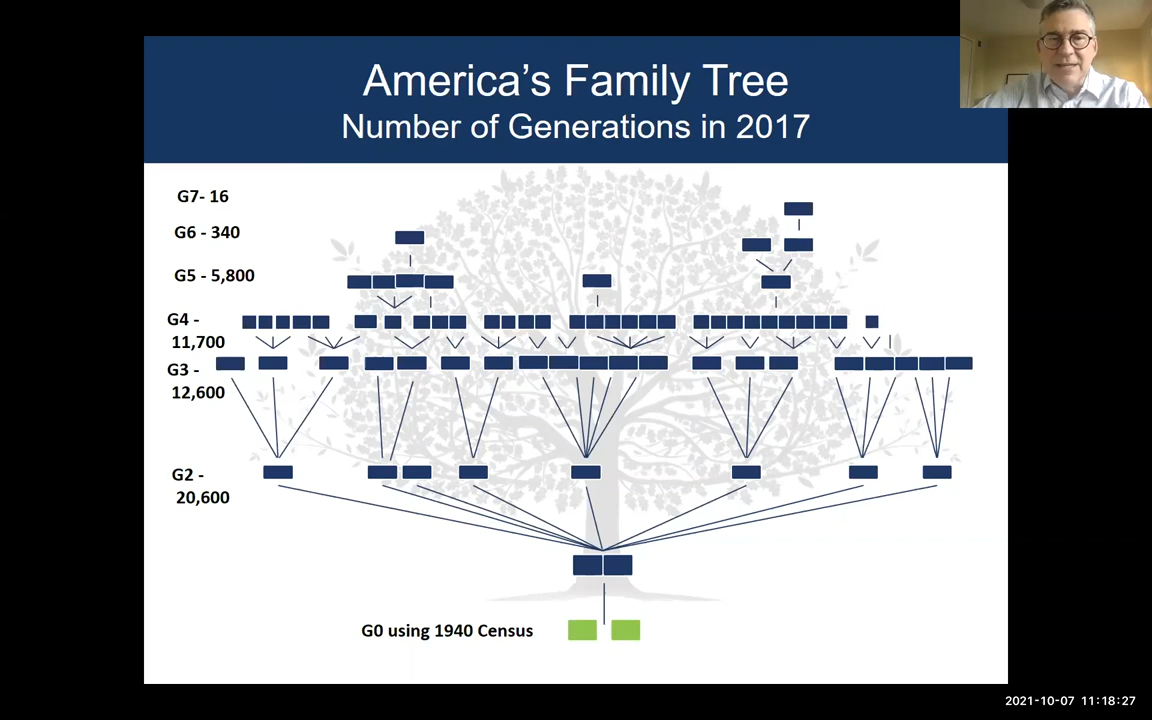 America's Family Tree
Number of Generations in 2017
G7- 16
G6 - 340
G5 - 5,800
G4 -
11,700
G3 -
12,600
G2 -
20,600
G0 using 1940 Census
2021-10-07 11:18:27